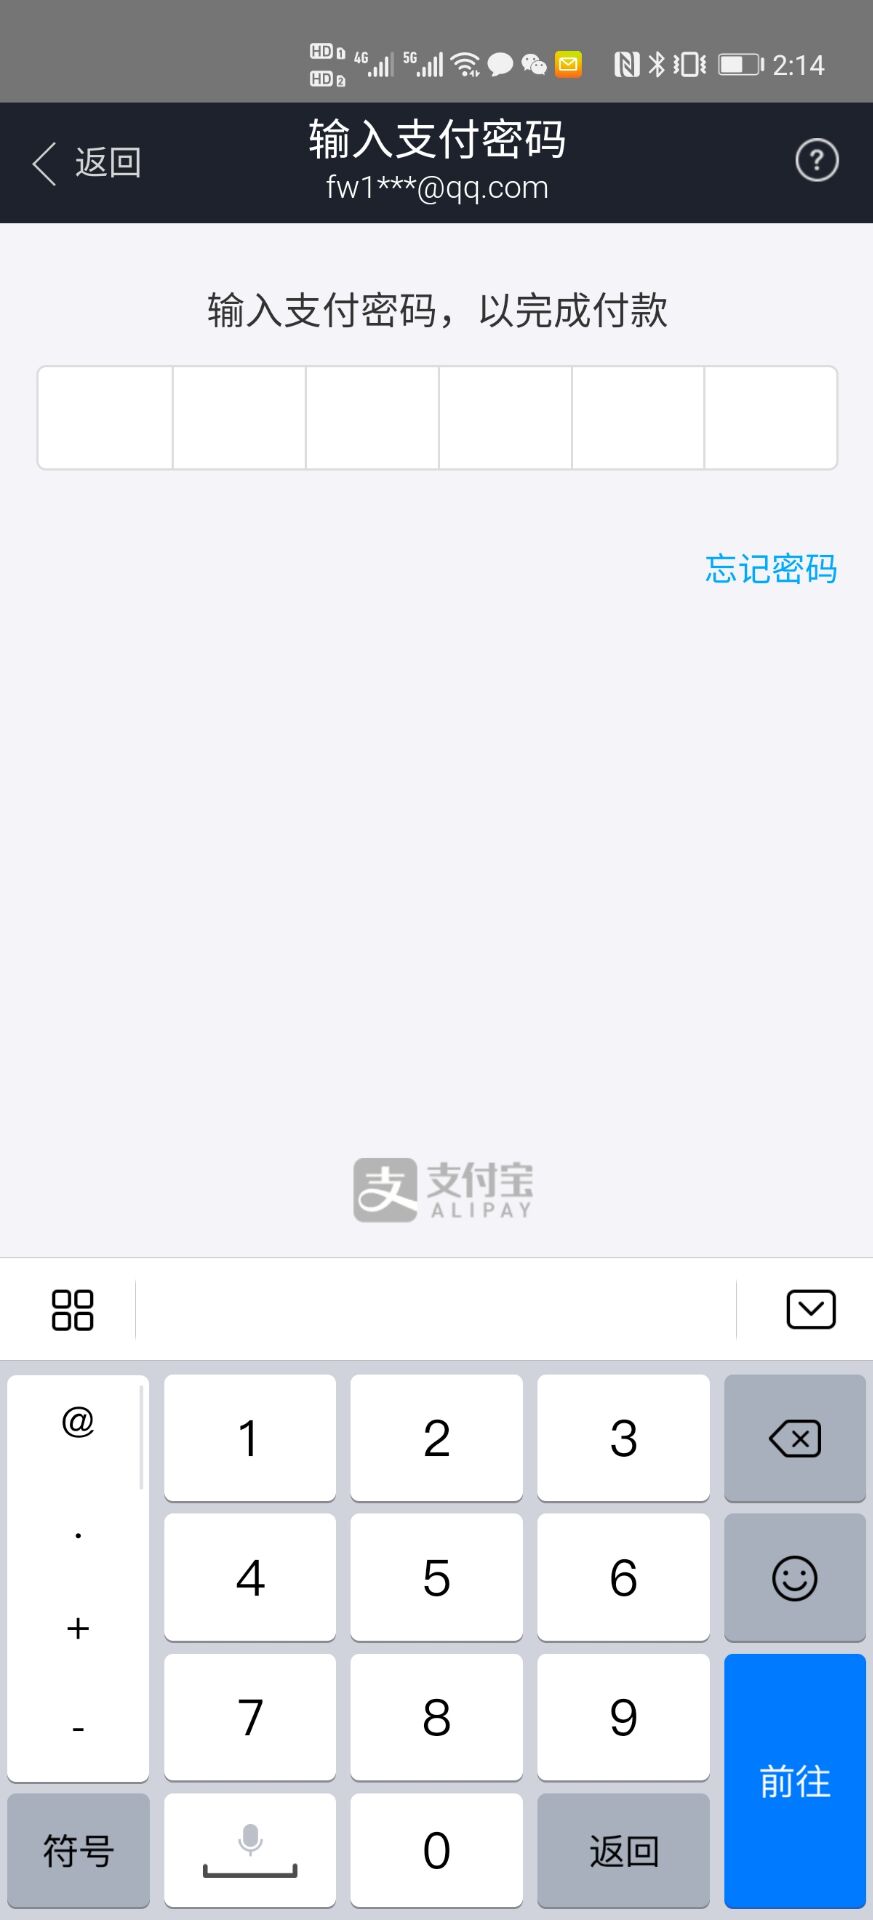 HD 1 4G 5G 2:14
HD 2
返回
输入支付密码
fw1***@qq.com
?
输入支付密码，以完成付款
忘记密码
支 支付宝
ALIPAY
@ 1 2 3
.
4 5 6
+
7 8 9
-
前往
符号 0 返回